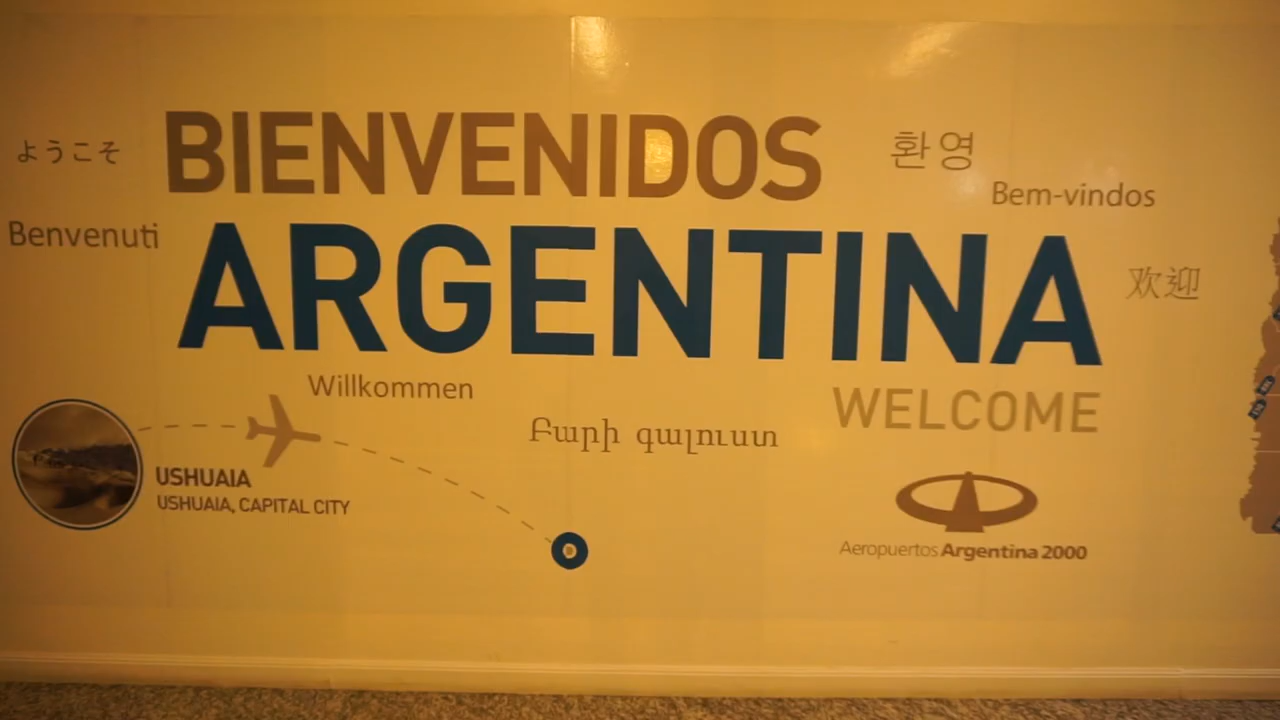 ようこそ
BIENVENIDOS
환영
Bem-vindos
Benvenuti
ARGENTINA
欢迎
Willkommen
WELCOME
Բարի գալուստ
USHUAIA
USHUAIA, CAPITAL CITY
Aeropuertos Argentina 2000